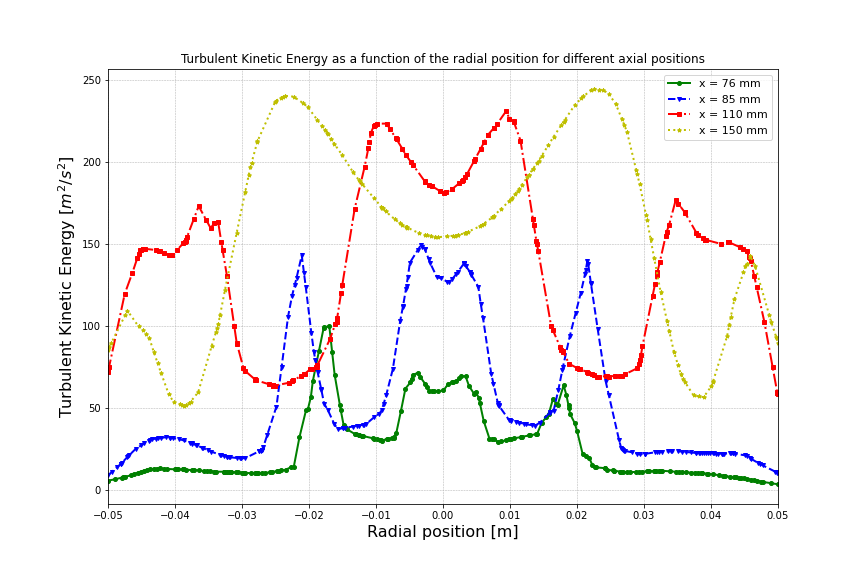 Turbulent Kinetic Energy as a function of the radial position for different axial positions
Turbulent Kinetic Energy [m²/s²]
250
200
150
100
50
0
x = 76 mm
x = 85 mm
x = 110 mm
x = 150 mm
−0.05 −0.04 −0.03 −0.02 −0.01 0.00 0.01 0.02 0.03 0.04 0.05
Radial position [m]